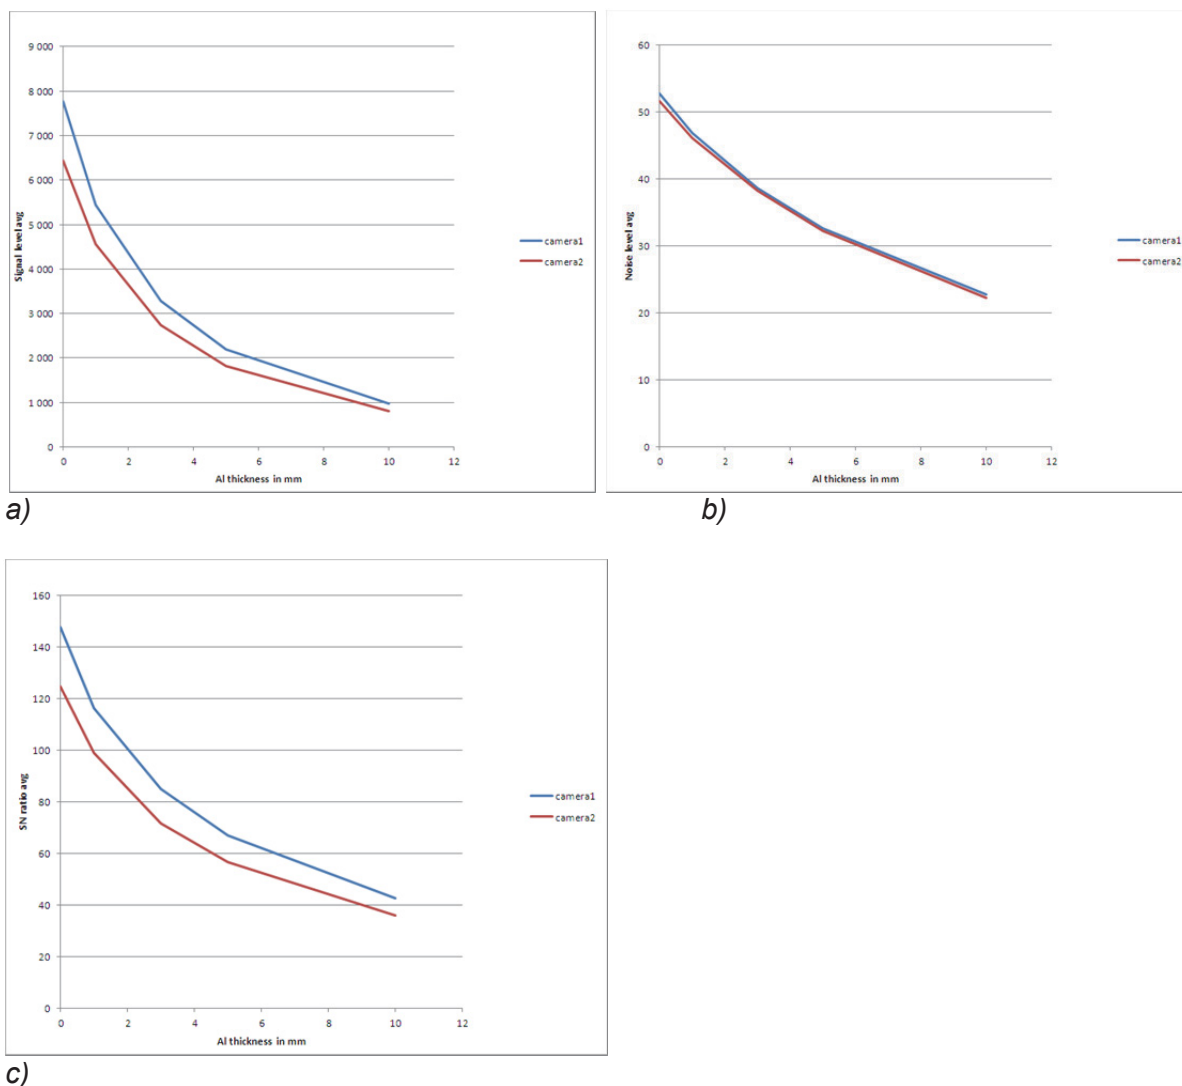 9 000
8 000
7 000
6 000
5 000
4 000
3 000
2 000
1 000
0
Signal level avg
0 2 4 6 8 10 12
Al thickness in mm
camera1
camera2
a)
60
50
40
30
20
10
0
Noise level avg
0 2 4 6 8 10 12
Al thickness in mm
camera1
camera2
b)
160
140
120
100
80
60
40
20
0
SN ratio avg
0 2 4 6 8 10 12
Al thickness in mm
camera1
camera2
c)